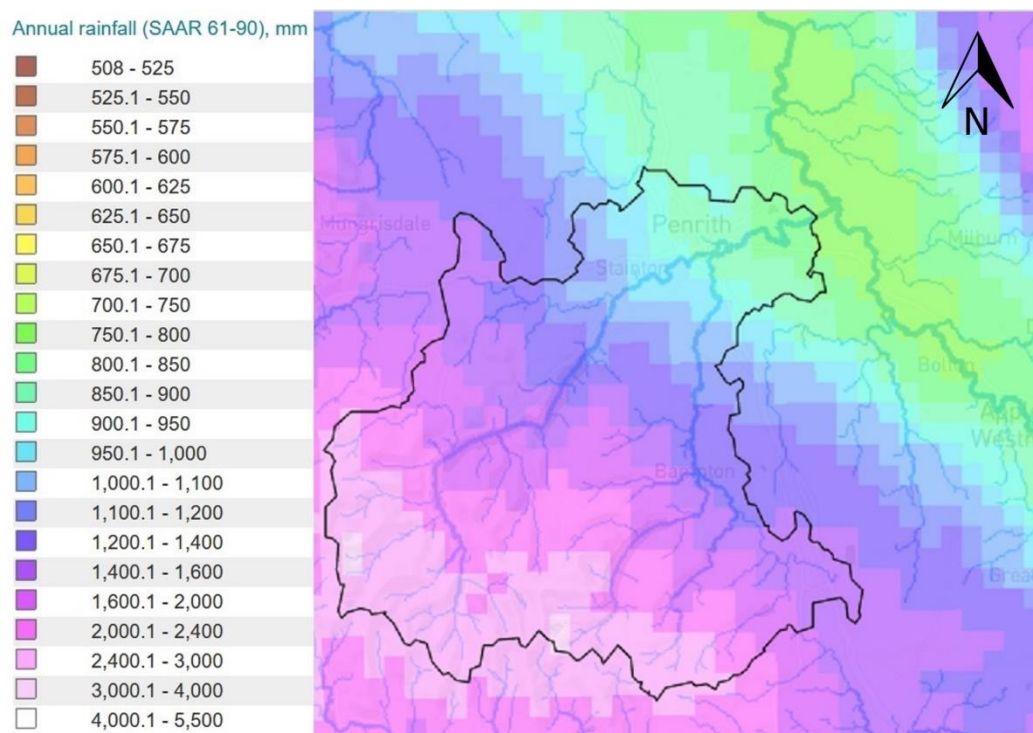 Annual rainfall (SAAR 61-90), mm
508 - 525
525.1 - 550
550.1 - 575
575.1 - 600
600.1 - 625
625.1 - 650
650.1 - 675
675.1 - 700
700.1 - 750
750.1 - 800
800.1 - 850
850.1 - 900
900.1 - 950
950.1 - 1,000
1,000.1 - 1,100
1,100.1 - 1,200
1,200.1 - 1,400
1,400.1 - 1,600
1,600.1 - 2,000
2,000.1 - 2,400
2,400.1 - 3,000
3,000.1 - 4,000
4,000.1 - 5,500
N
Mungrisdale
Penrith
Milburn
Stainton
Bolton
App
Westm
Bampton
Grea